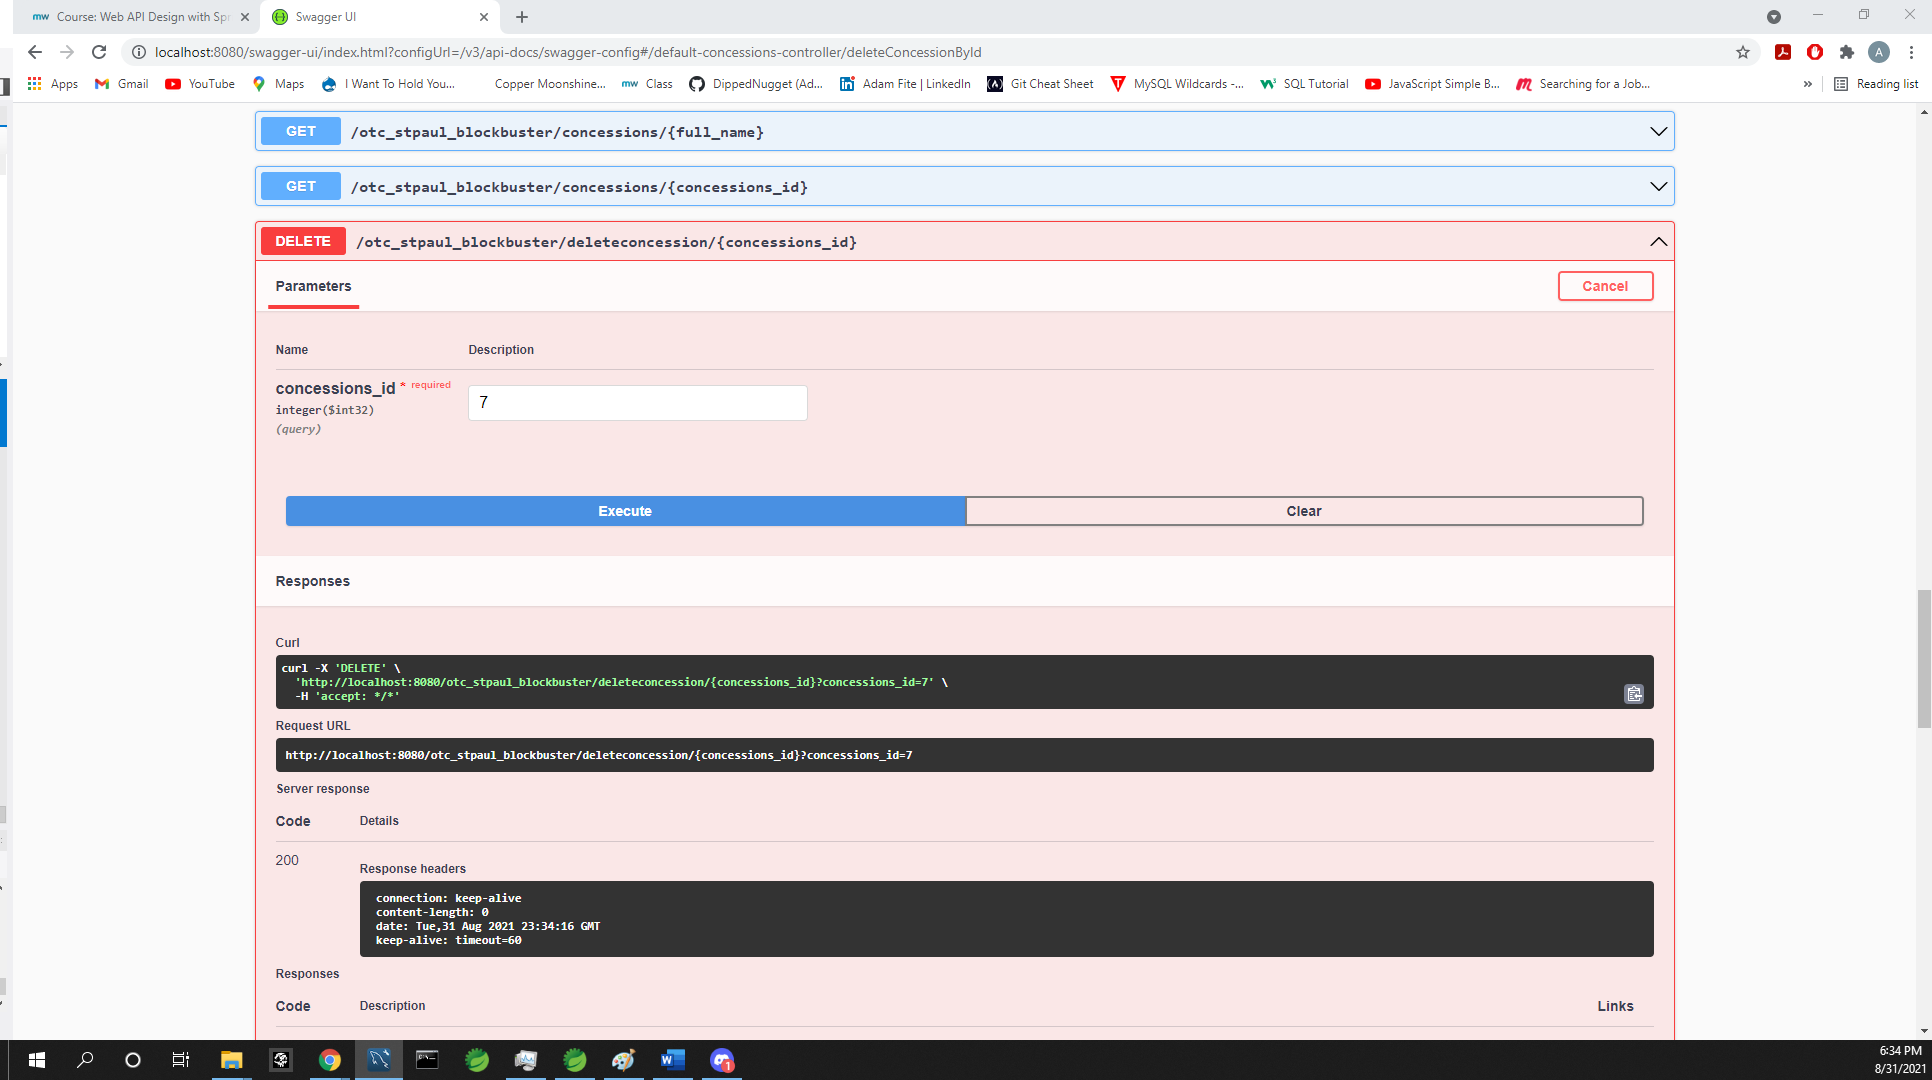 Course: Web API Design with Spr
Swagger UI
localhost:8080/swagger-ui/index.html?configUrl=/v3/api-docs/swagger-config#/default-concessions-controller/deleteConcessionById
A
Apps
Gmail
YouTube
Maps
I Want To Hold You...
Copper Moonshine...
mw Class
DippedNugget (Ad...
Adam Fite | LinkedIn
Git Cheat Sheet
MySQL Wildcards -...
SQL Tutorial
JavaScript Simple B...
Searching for a Job...
»
Reading list
GET /otc_stpaul_blockbuster/concessions/{full_name}
GET /otc_stpaul_blockbuster/concessions/{concessions_id}
DELETE /otc_stpaul_blockbuster/deleteconcession/{concessions_id}
Parameters
Cancel
Name Description
concessions_id * required
integer($int32)
(query)
7
Execute
Clear
Responses
Curl
curl -X 'DELETE' \
'http://localhost:8080/otc_stpaul_blockbuster/deleteconcession/{concessions_id}?concessions_id=7' \
-H 'accept: */*'
Request URL
http://localhost:8080/otc_stpaul_blockbuster/deleteconcession/{concessions_id}?concessions_id=7
Server response
Code Details
200
Response headers
connection: keep-alive
content-length: 0
date: Tue,31 Aug 2021 23:34:16 GMT
keep-alive: timeout=60
Responses
Code Description Links
6:34 PM
8/31/2021